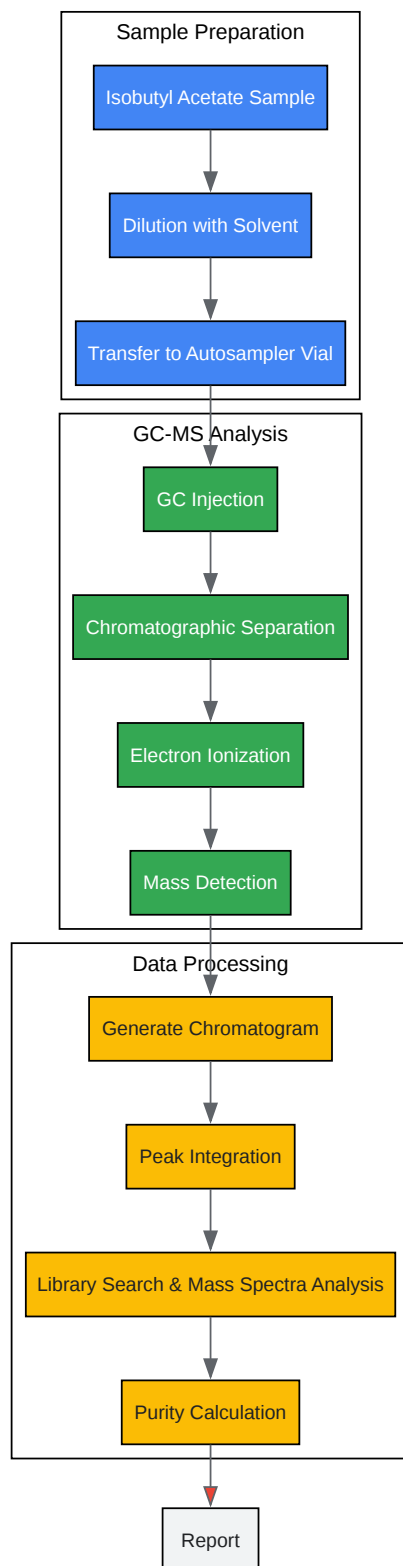 Sample Preparation
Isobutyl Acetate Sample
Dilution with Solvent
Transfer to Autosampler Vial
GC-MS Analysis
GC Injection
Chromatographic Separation
Electron Ionization
Mass Detection
Data Processing
Generate Chromatogram
Peak Integration
Library Search & Mass Spectra Analysis
Purity Calculation
Report